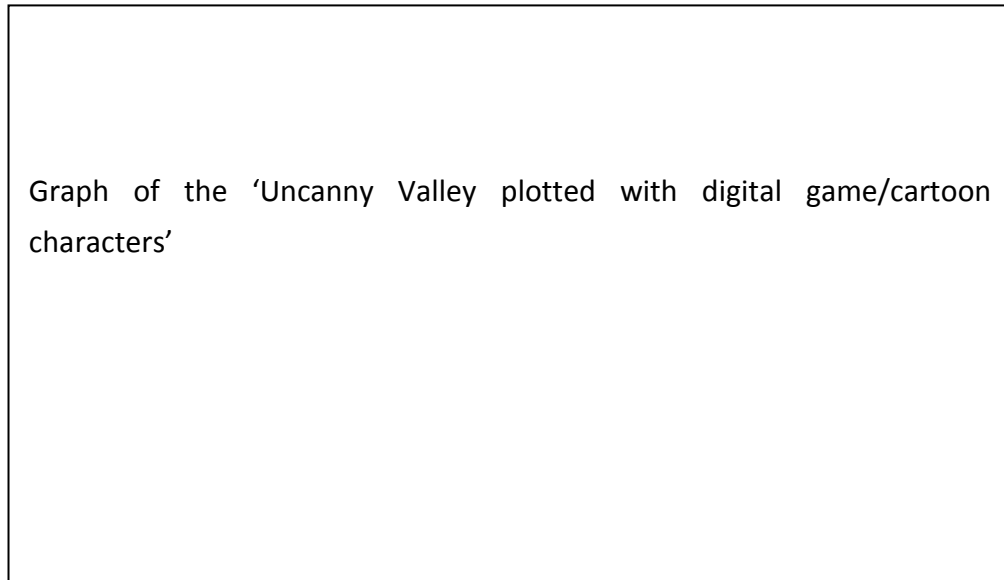 Graph of the ‘Uncanny Valley plotted with digital game/cartoon
characters’